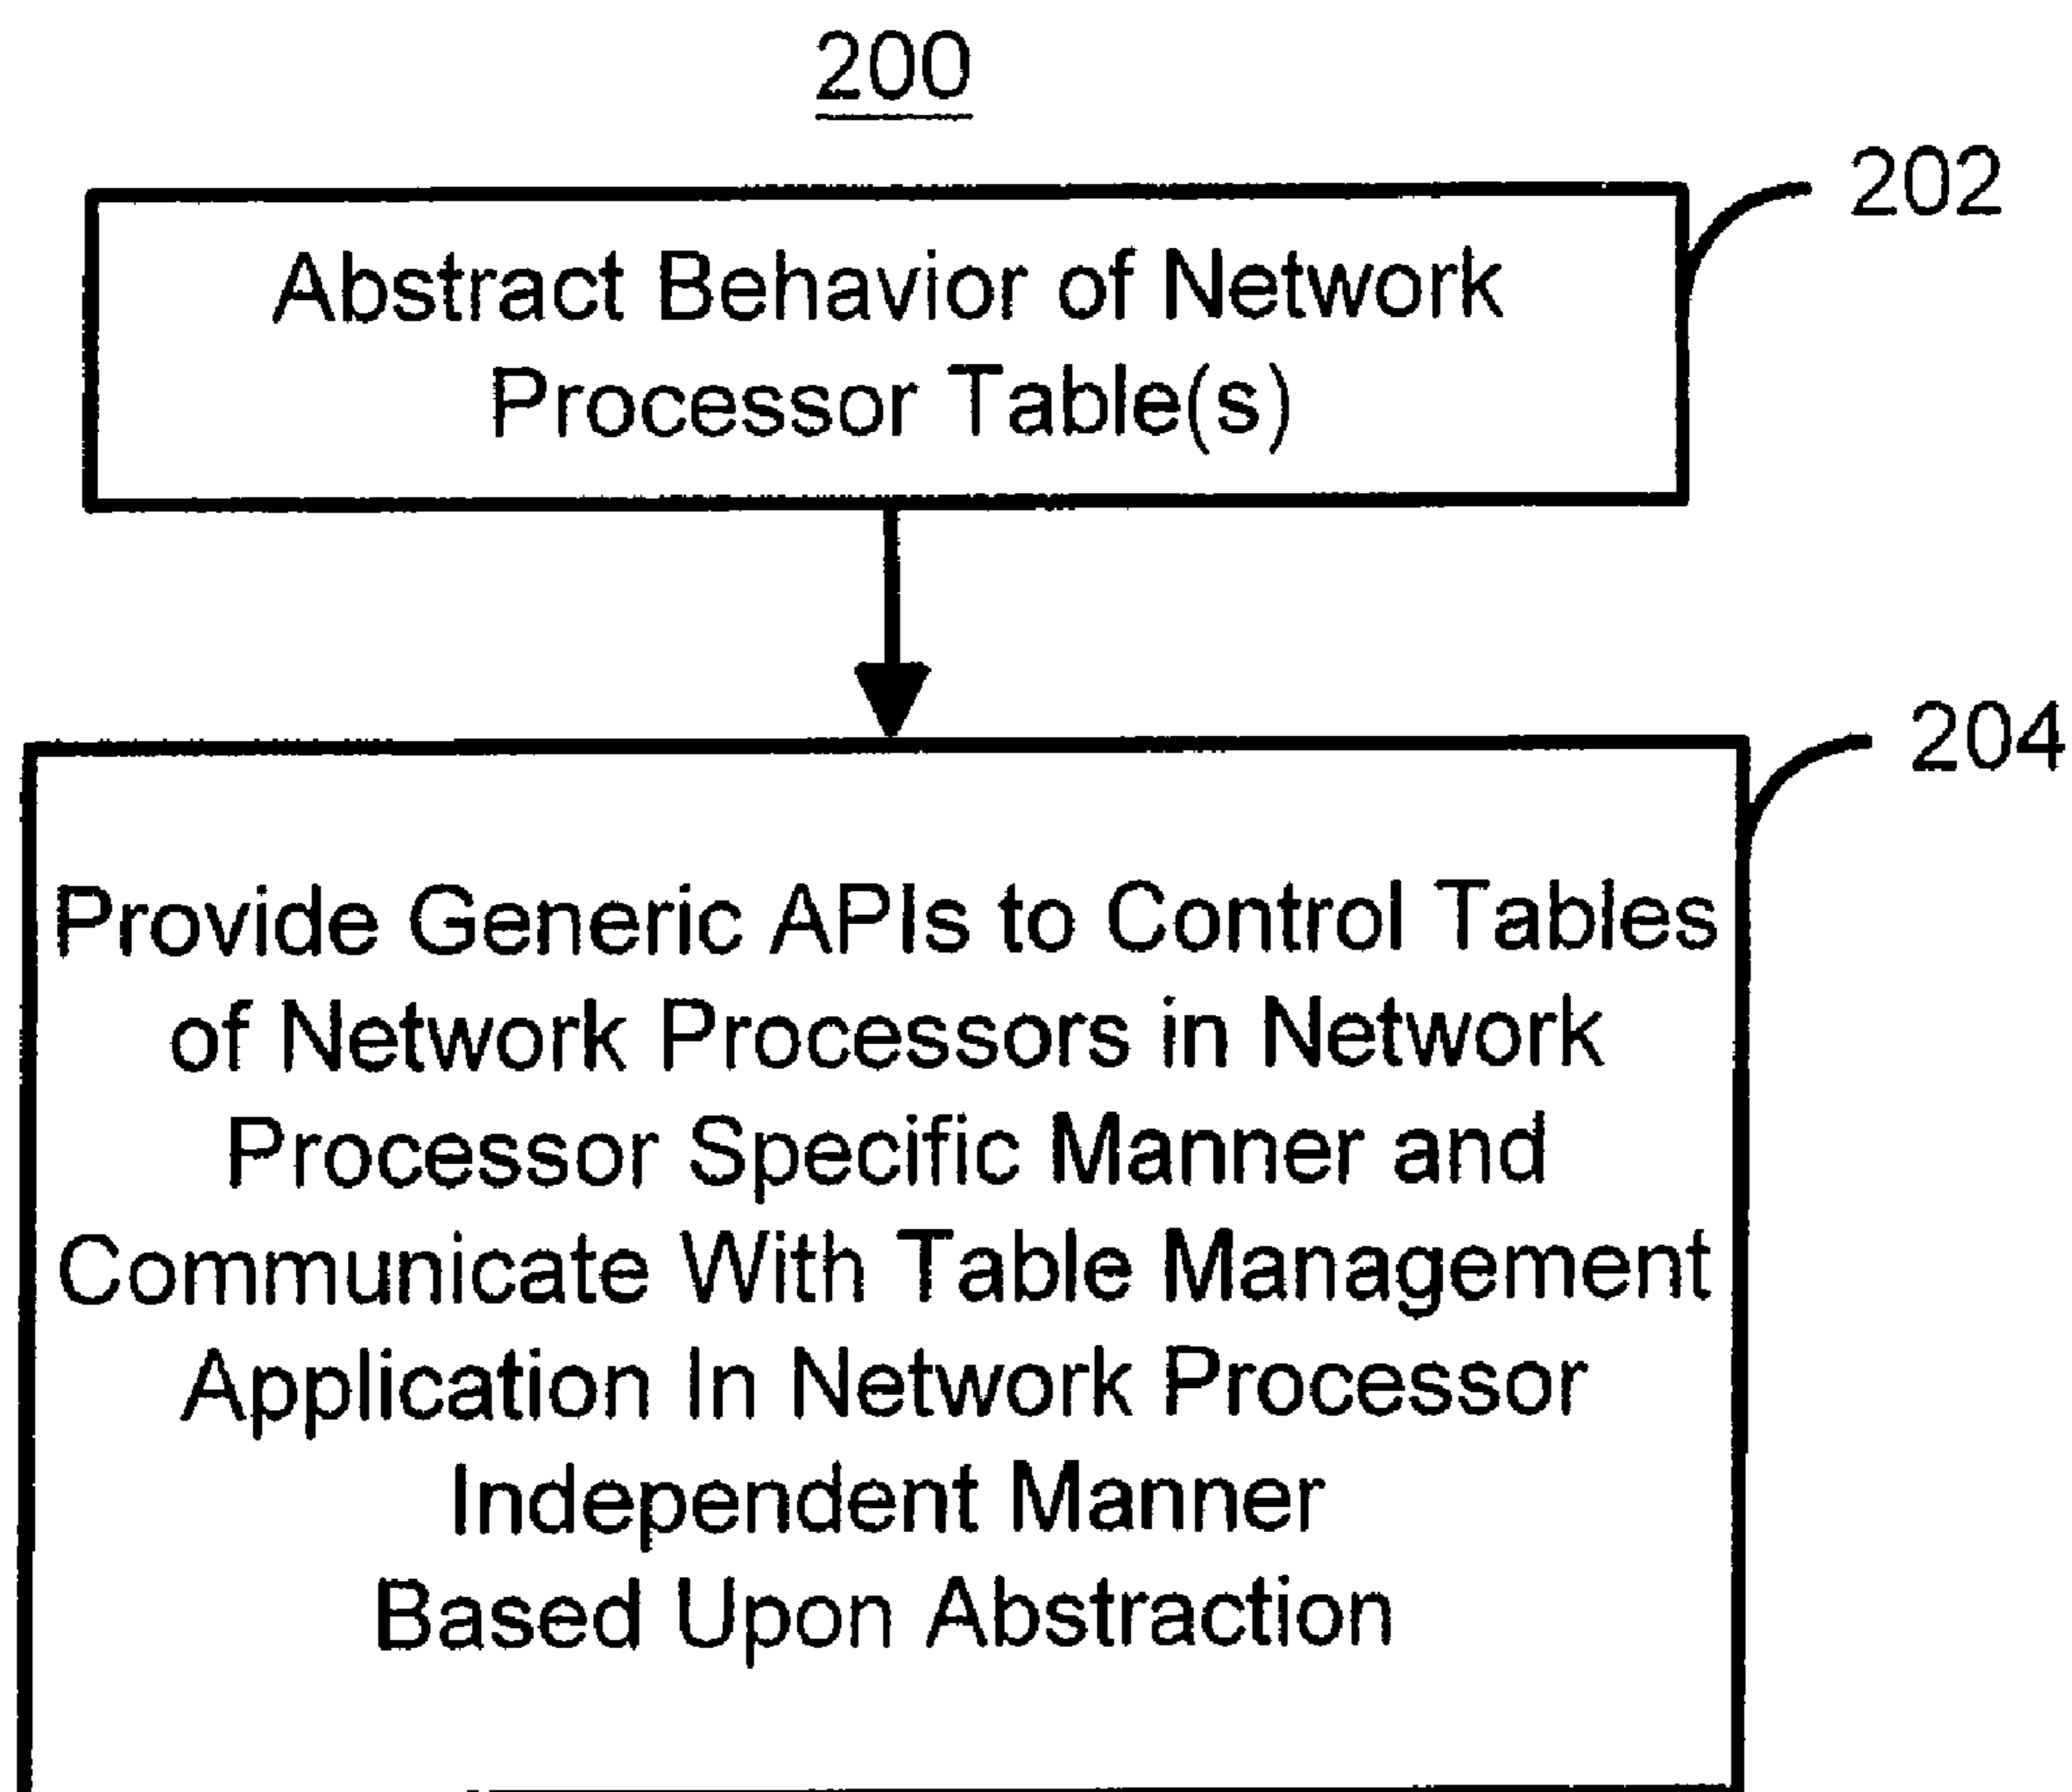 200
202
Abstract Behavior of Network
Processor Table(s)
204
Provide Generic APIs to Control Tables
of Network Processors in Network
Processor Specific Manner and
Communicate With Table Management
Application In Network Processor
Independent Manner
Based Upon Abstraction